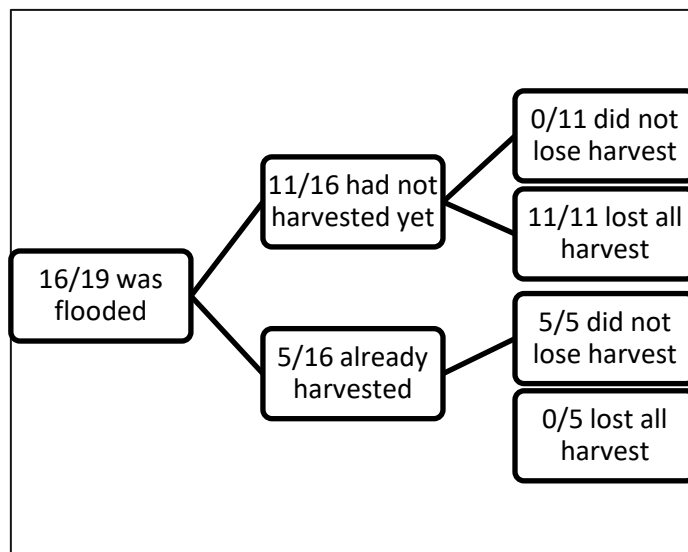 16/19 was
flooded
11/16 had not
harvested yet
5/16 already
harvested
0/11 did not
lose harvest
11/11 lost all
harvest
5/5 did not
lose harvest
0/5 lost all
harvest